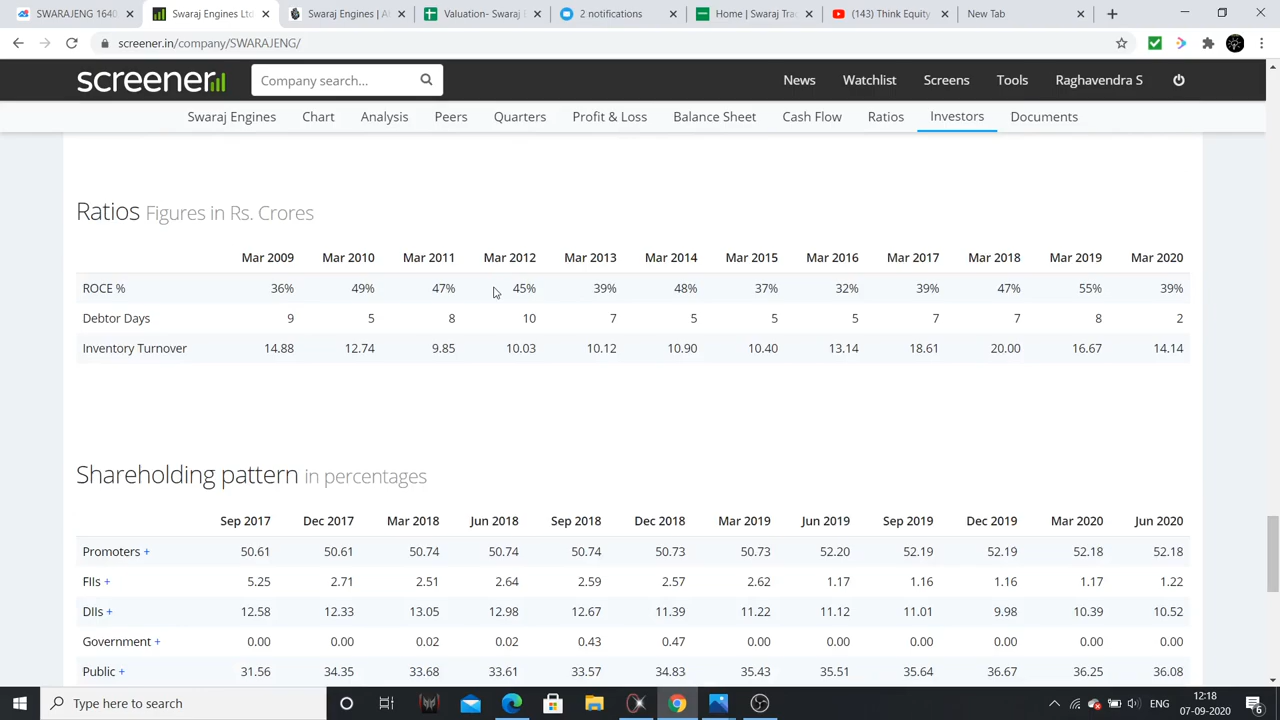 SWARAJENG 1640
Swaraj Engines Ltd
Swaraj Engines | A
Valuation- Swaraj
2 notifications
Home | Swaraj Tra
(143) Think Equity
New Tab
screener.in/company/SWARAJENG/
screener
Company search...
News Watchlist Screens Tools Raghavendra S
Swaraj Engines Chart Analysis Peers Quarters Profit & Loss Balance Sheet Cash Flow Ratios Investors Documents
Ratios Figures in Rs. Crores
Mar 2009 Mar 2010 Mar 2011 Mar 2012 Mar 2013 Mar 2014 Mar 2015 Mar 2016 Mar 2017 Mar 2018 Mar 2019 Mar 2020
ROCE % 36% 49% 47% 45% 39% 48% 37% 32% 39% 47% 55% 39%
Debtor Days 9 5 8 10 7 5 5 5 7 7 8 2
Inventory Turnover 14.88 12.74 9.85 10.03 10.12 10.90 10.40 13.14 18.61 20.00 16.67 14.14
Shareholding pattern in percentages
Sep 2017 Dec 2017 Mar 2018 Jun 2018 Sep 2018 Dec 2018 Mar 2019 Jun 2019 Sep 2019 Dec 2019 Mar 2020 Jun 2020
Promoters + 50.61 50.61 50.74 50.74 50.74 50.73 50.73 52.20 52.19 52.19 52.18 52.18
FIIs + 5.25 2.71 2.51 2.64 2.59 2.57 2.62 1.17 1.16 1.16 1.17 1.22
DIIs + 12.58 12.33 13.05 12.98 12.67 11.39 11.22 11.12 11.01 9.98 10.39 10.52
Government + 0.00 0.00 0.02 0.02 0.43 0.47 0.00 0.00 0.00 0.00 0.00 0.00
Public + 31.56 34.35 33.68 33.61 33.57 34.83 35.43 35.51 35.64 36.67 36.25 36.08
Type here to search
ENG
12:18
07-09-2020
6